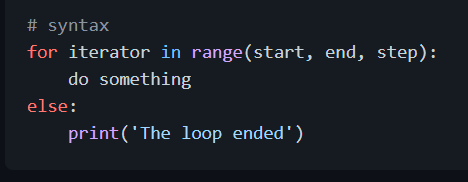 # syntax
for iterator in range(start, end, step):
    do something
else:
    print('The loop ended')